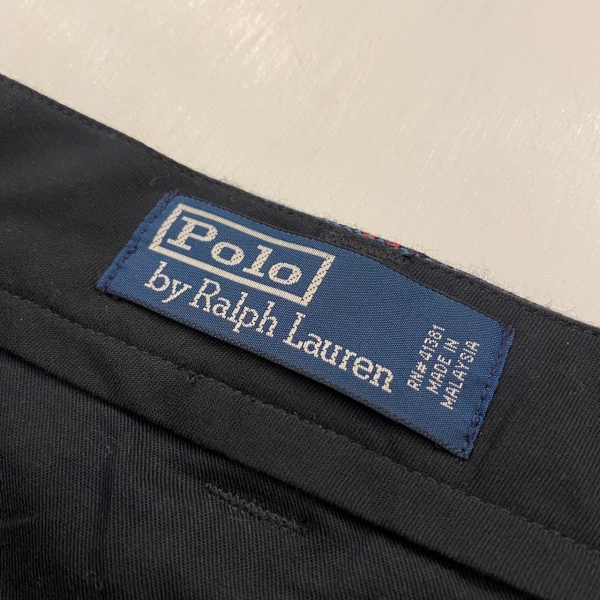 Polo
by Ralph Lauren
RN# 41381
MADE IN
MALAYSIA